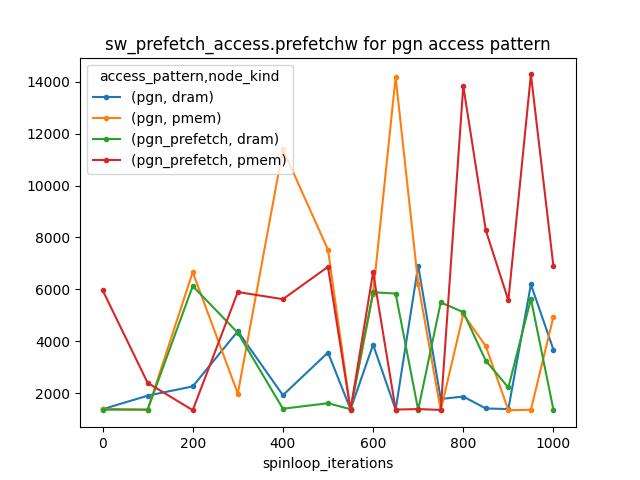 sw_prefetch_access.prefetchw for pgn access pattern
access_pattern,node_kind
(pgn, dram)
(pgn, pmem)
(pgn_prefetch, dram)
(pgn_prefetch, pmem)
14000
12000
10000
8000
6000
4000
2000
0 200 400 600 800 1000
spinloop_iterations